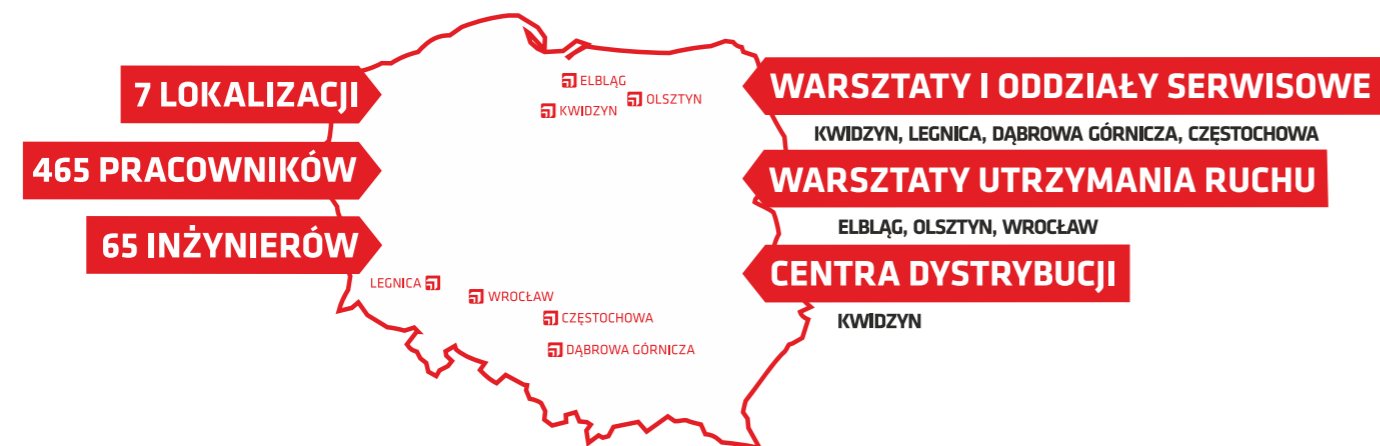 7 LOKALIZACJI
465 PRACOWNIKÓW
65 INŻYNIERÓW
ELBLĄG
OLSZTYN
KWIDZYN
LEGNICA
WROCŁAW
CZĘSTOCHOWA
DĄBROWA GÓRNICZA
WARSZTATY I ODDZIAŁY SERWISOWE
KWIDZYN, LEGNICA, DĄBROWA GÓRNICZA, CZĘSTOCHOWA
WARSZTATY UTRZYMANIA RUCHU
ELBLĄG, OLSZTYN, WROCŁAW
CENTRA DYSTRYBUCJI
KWIDZYN